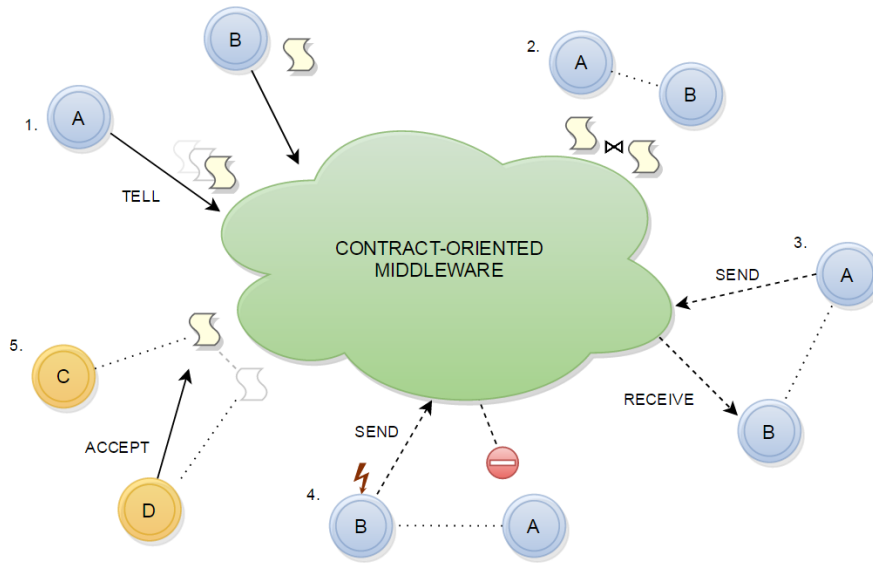 B
1.
A
TELL
2.
A
B
CONTRACT-ORIENTED
MIDDLEWARE
3.
A
SEND
RECEIVE
B
5.
C
ACCEPT
D
SEND
4.
B
A